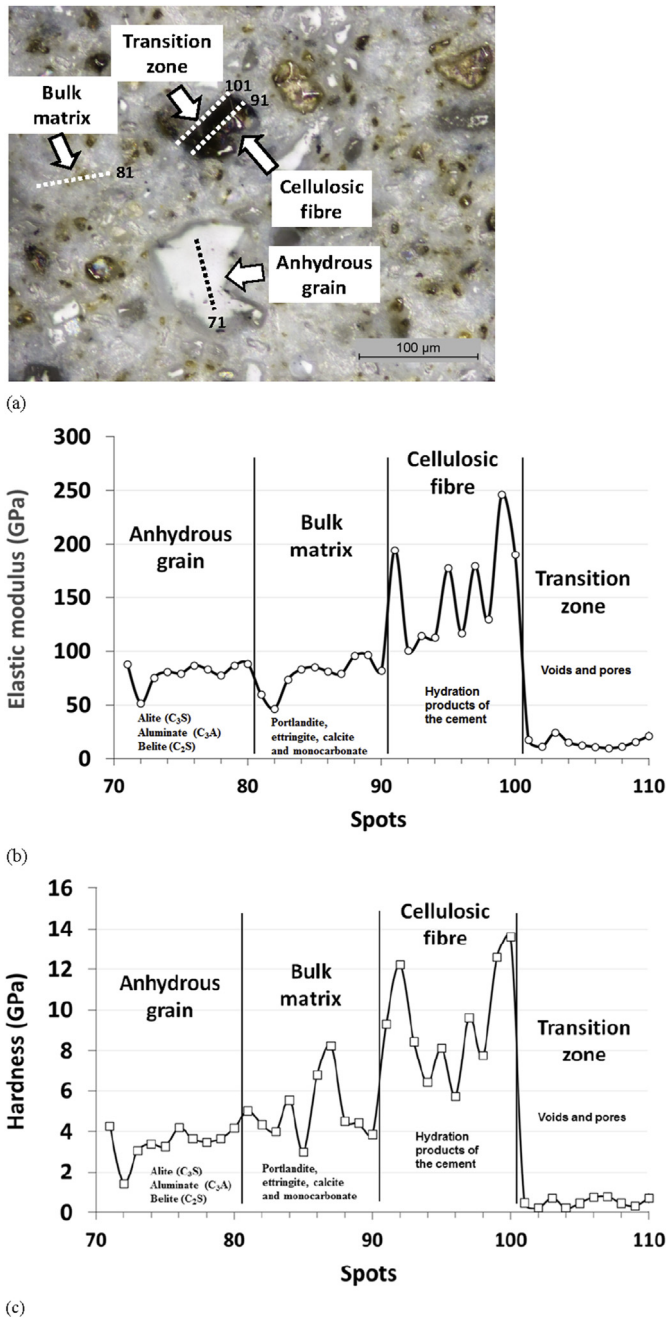 Transition
zone
101
91
Bulk
matrix
81
Cellulosic
fibre
Anhydrous
grain
71
100 µm
(a)
Elastic modulus (GPa)
300
250
200
150
100
50
0
Cellulosic
fibre
Anhydrous
grain
Bulk
matrix
Transition
zone
Voids and pores
Hydration
products of
the cement
Alite (C₃S)
Aluminate (C₃A)
Belite (C₂S)
Portlandite,
ettringite, calcite
and monocarbonate
70 80 90 100 110
Spots
(b)
Hardness (GPa)
16
14
12
10
8
6
4
2
0
Cellulosic
fibre
Anhydrous
grain
Bulk
matrix
Transition
zone
Voids and pores
Hydration
products of
the cement
Alite (C₃S)
Aluminate (C₃A)
Belite (C₂S)
Portlandite,
ettringite, calcite
and monocarbonate
70 80 90 100 110
Spots
(c)